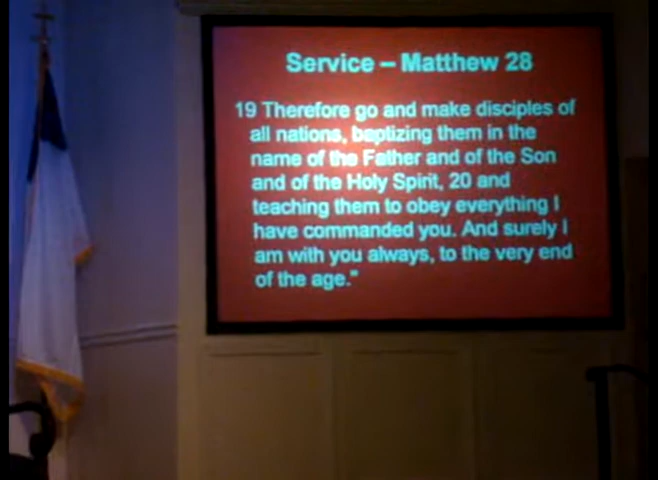 Service – Matthew 28
19 Therefore go and make disciples of
all nations, baptizing them in the
name of the Father and of the Son
and of the Holy Spirit, 20 and
teaching them to obey everything I
have commanded you. And surely I
am with you always, to the very end
of the age."